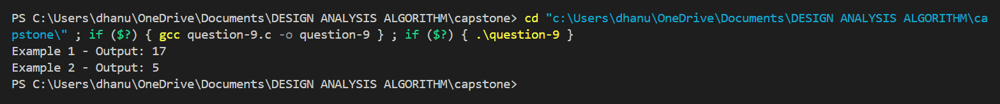 PS C:\Users\dhanu\OneDrive\Documents\DESIGN ANALYSIS ALGORITHM\capstone> cd "c:\Users\dhanu\OneDrive\Documents\DESIGN ANALYSIS ALGORITHM\ca
pstone\" ; if ($?) { gcc question-9.c -o question-9 } ; if ($?) { .\question-9 }
Example 1 - Output: 17
Example 2 - Output: 5
PS C:\Users\dhanu\OneDrive\Documents\DESIGN ANALYSIS ALGORITHM\capstone>